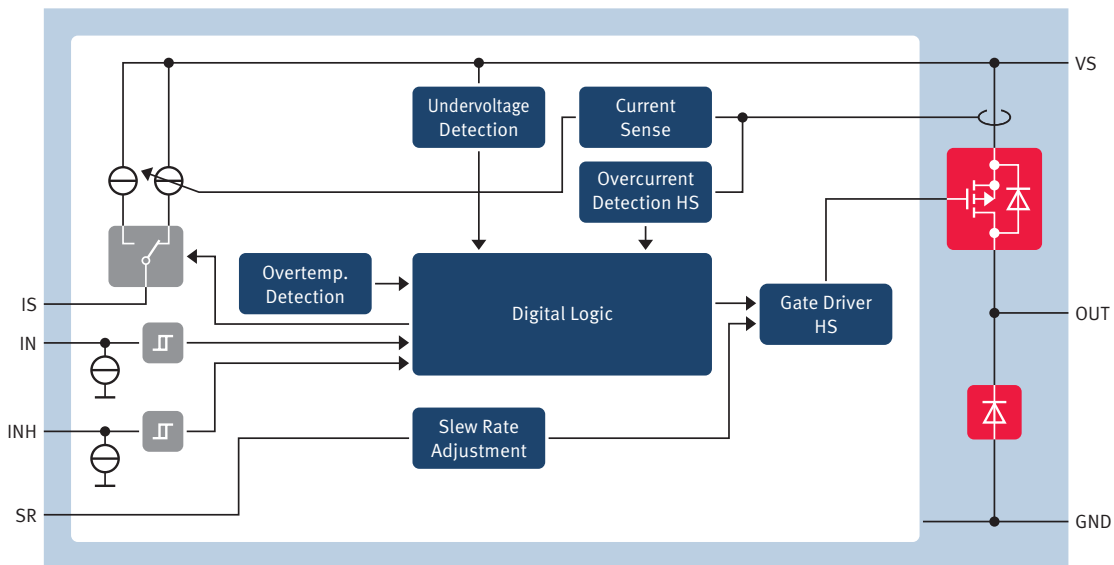 VS
Undervoltage
Detection
Current
Sense
Overcurrent
Detection HS
Overtemp.
Detection
Digital Logic
Gate Driver
HS
IS
OUT
IN
INH
Slew Rate
Adjustment
SR
GND